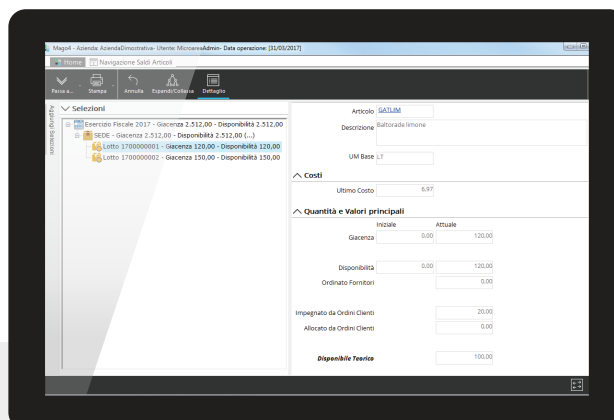 Mago4 - Azienda: AziendaDimostrativa- Utente: MicroareaAdmin- Data operazione: [31/03/2017]
Home Navigazione Saldi Articoli
Passa a... Stampa Annulla Espandi/Collassa Dettaglio
Aggiungi Selezioni
Selezioni
Esercizio Fiscale 2017 - Giacenza 2.512,00 - Disponibilità 2.512,00
SEDE - Giacenza 2.512,00 - Disponibilità 2.512,00 (...)
Lotto 1700000001 - Giacenza 120,00 - Disponibilità 120,00
Lotto 1700000002 - Giacenza 150,00 - Disponibilità 150,00
Articolo GATLIM
Descrizione Battorade limone
UM Base LT
Costi
Ultimo Costo 6,97
Quantità e Valori principali
Iniziale Attuale
Giacenza 0,00 120,00
Disponibilità 0,00 120,00
Ordinato Fornitori 0,00
Impegnato da Ordini Clienti 20,00
Allocato da Ordini Clienti 0,00
Disponibile Teorico 100,00